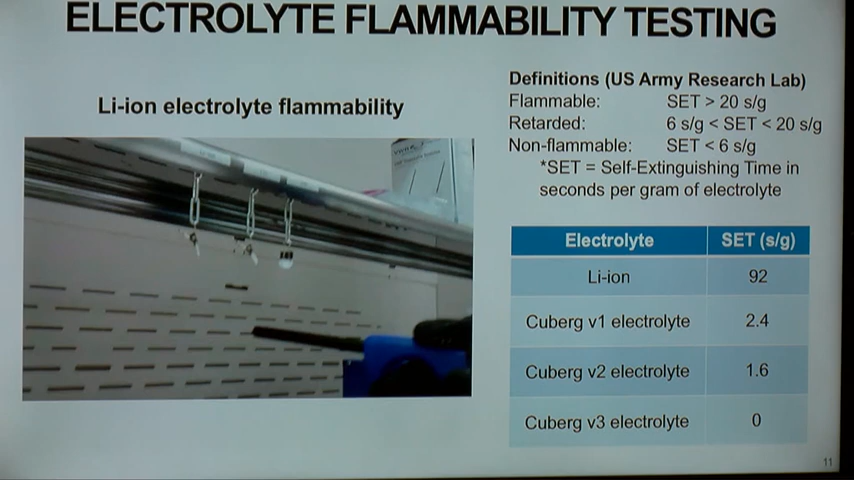 ELECTROLYTE FLAMMABILITY TESTING
Li-ion electrolyte flammability
Definitions (US Army Research Lab)
Flammable: SET > 20 s/g
Retarded: 6 s/g < SET < 20 s/g
Non-flammable: SET < 6 s/g
*SET = Self-Extinguishing Time in
seconds per gram of electrolyte
Electrolyte SET (s/g)
Li-ion 92
Cuberg v1 electrolyte 2.4
Cuberg v2 electrolyte 1.6
Cuberg v3 electrolyte 0
11